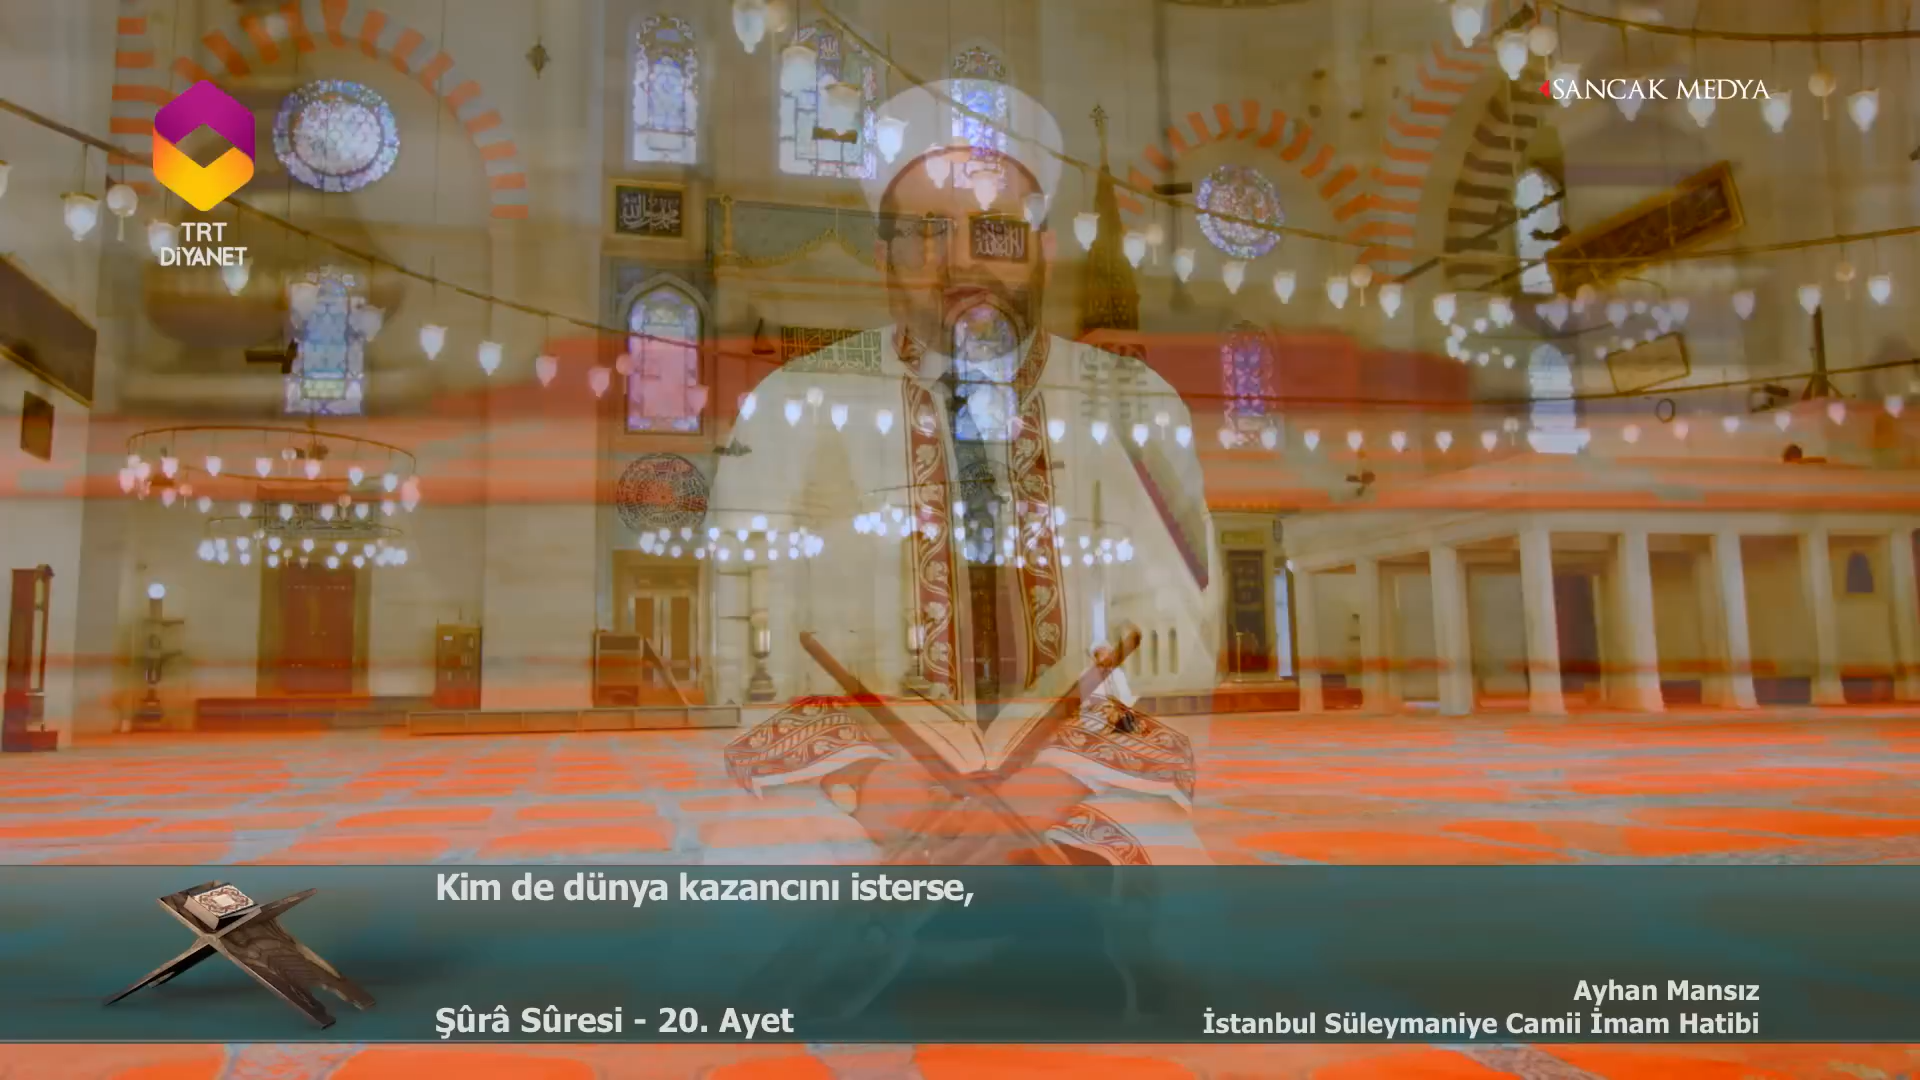 SANCAK MEDYA
TRT
DİYANET
Kim de dünya kazancını isterse,
Şûrâ Sûresi - 20. Ayet
Ayhan Mansız
İstanbul Süleymaniye Camii İmam Hatibi